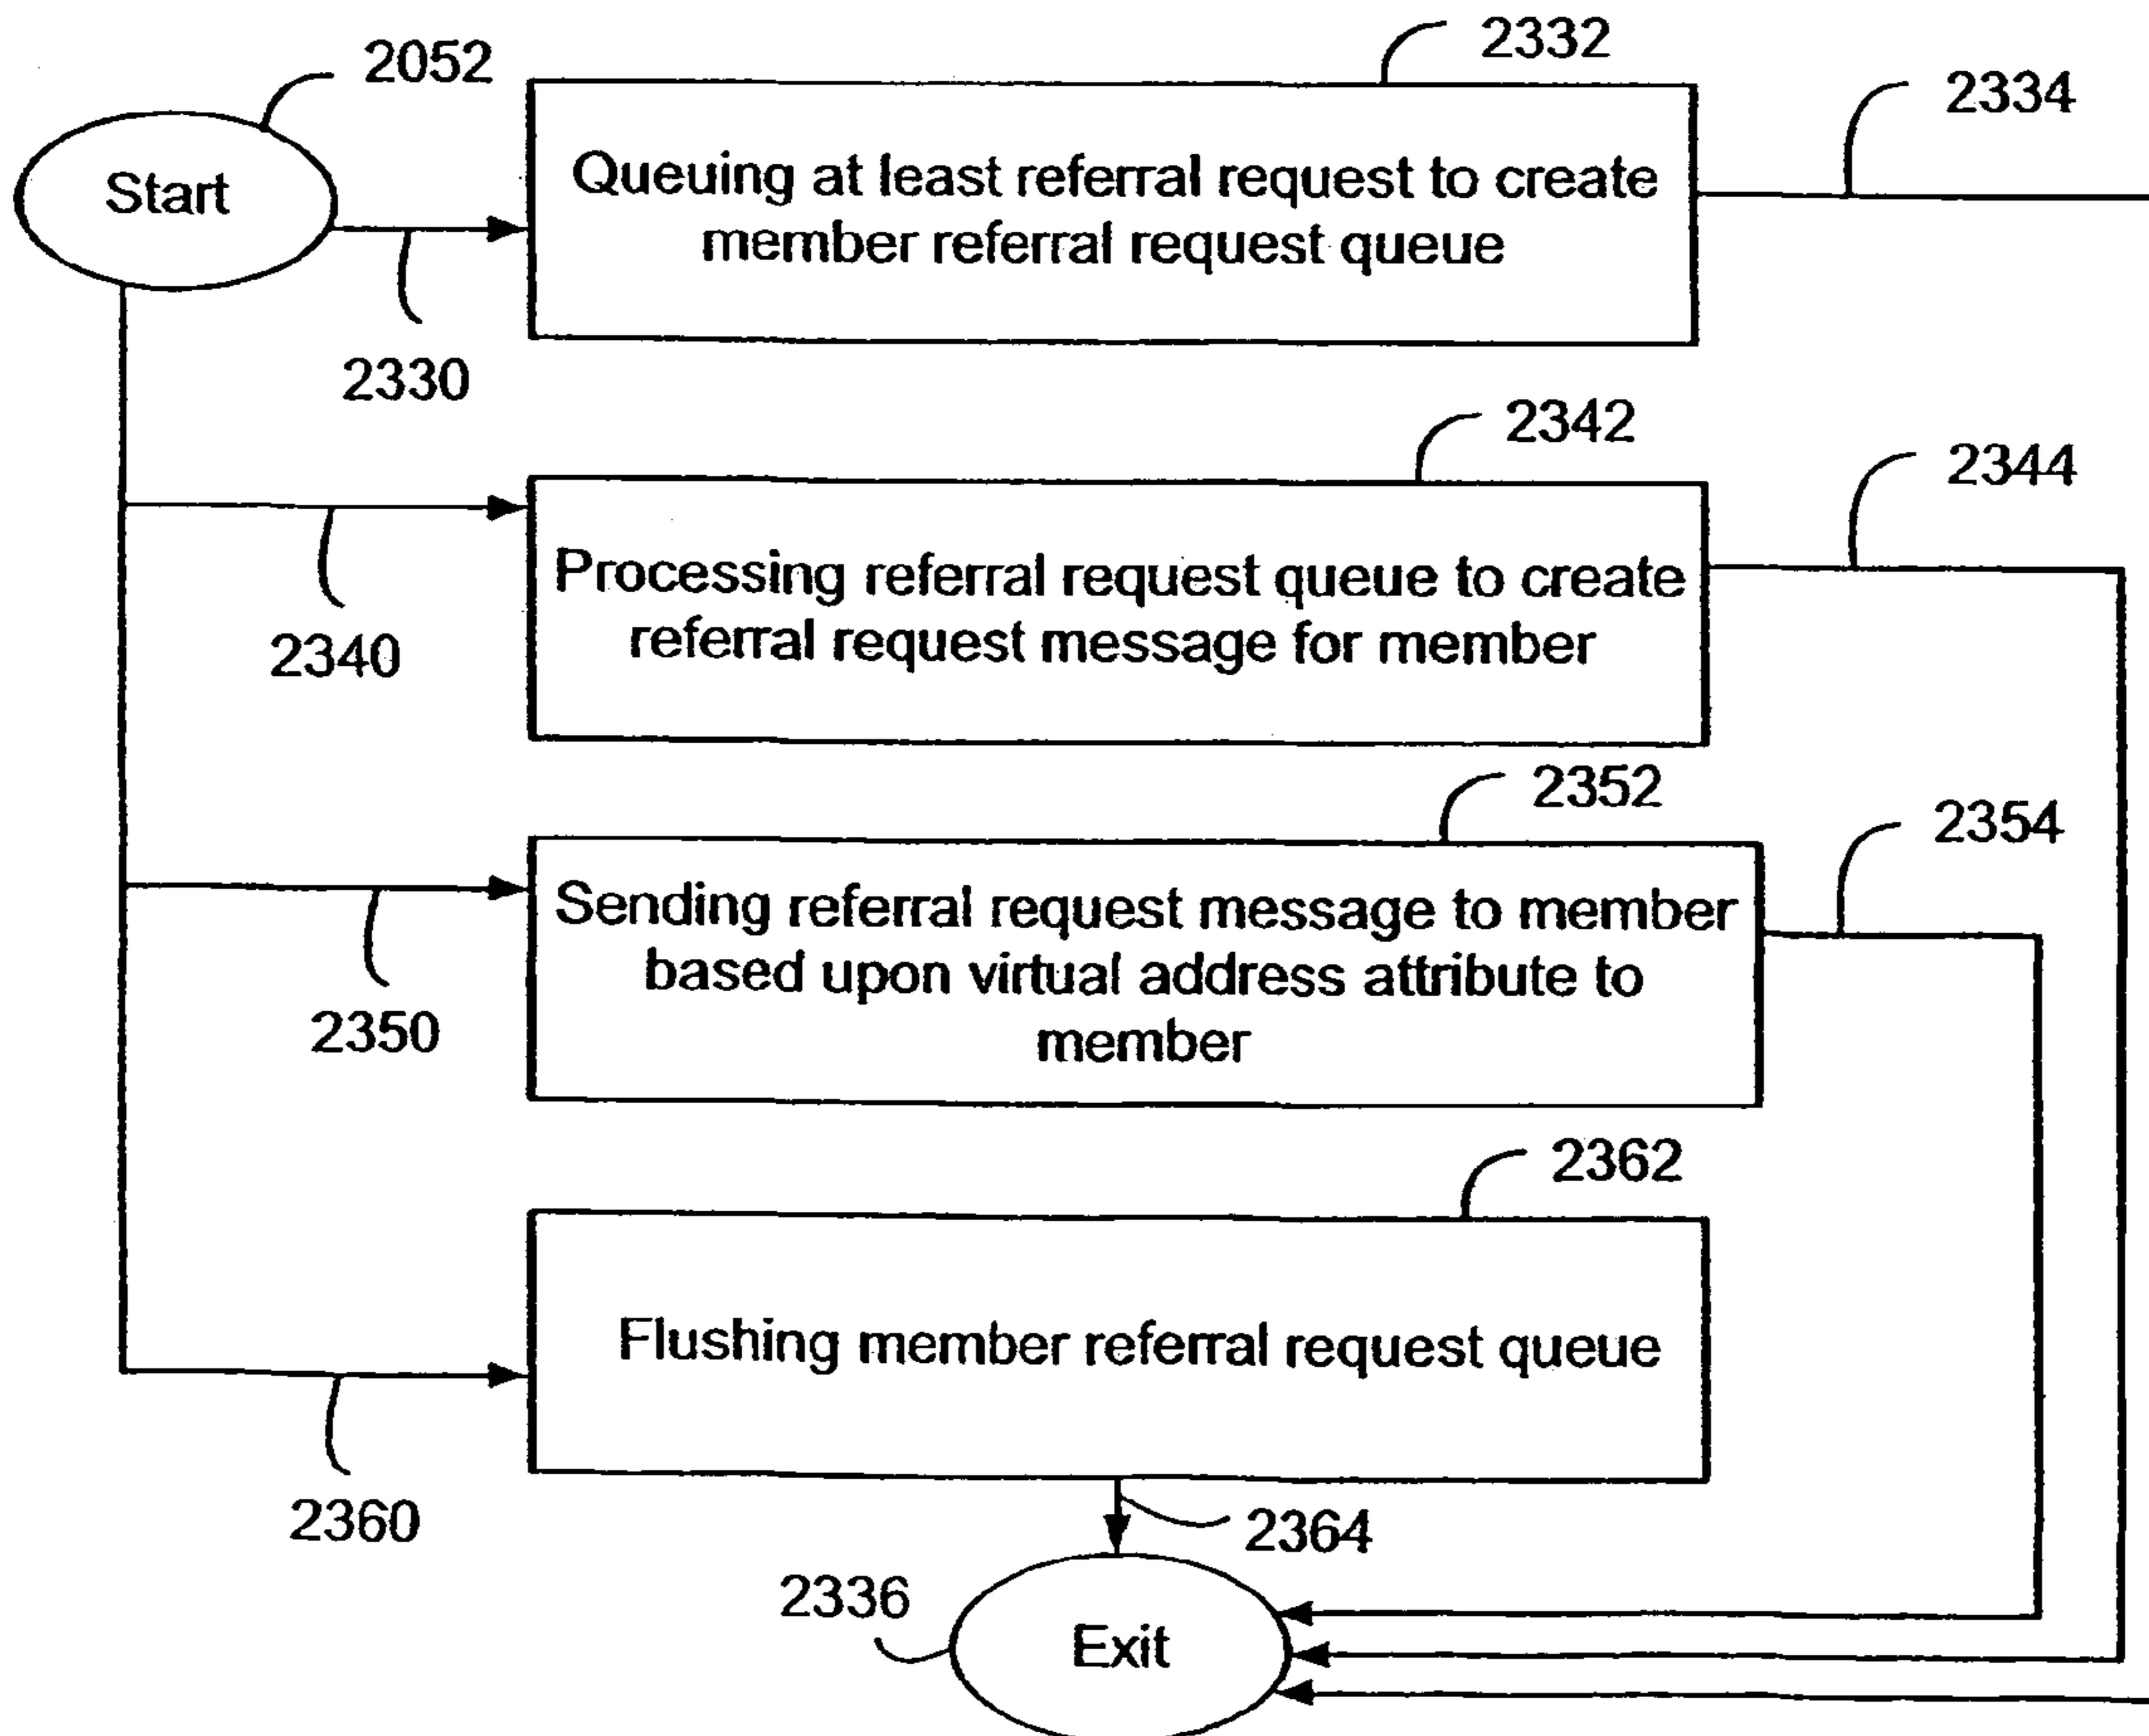 2052
2332
2334
Start
Queuing at least referral request to create
member referral request queue
2330
2342
2344
Processing referral request queue to create
referral request message for member
2340
2352
2354
Sending referral request message to member
based upon virtual address attribute to
member
2350
2362
Flushing member referral request queue
2360
2364
2336
Exit